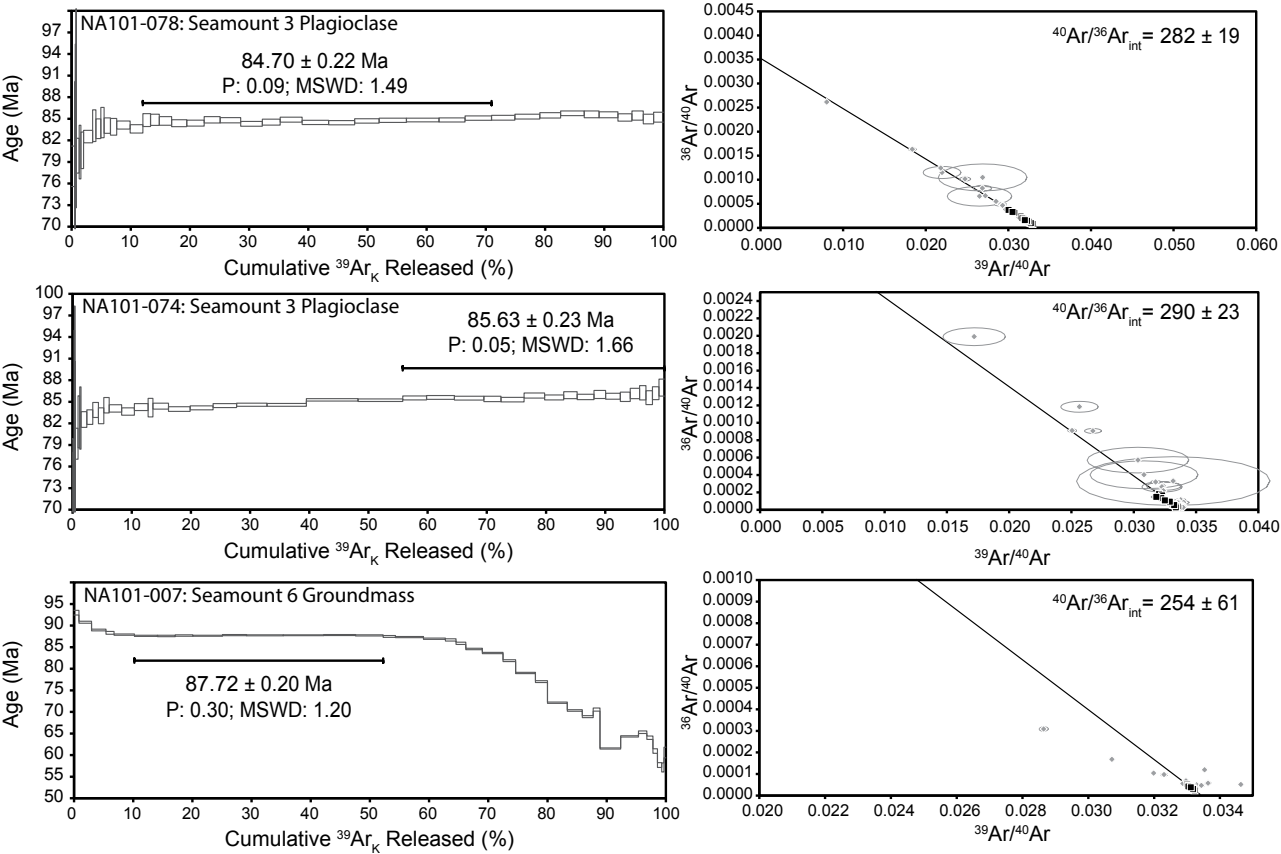 NA101-078: Seamount 3 Plagioclase
84.70 ± 0.22 Ma
P: 0.09; MSWD: 1.49
Age (Ma)
97
94
91
88
85
82
79
76
73
70
0 10 20 30 40 50 60 70 80 90 100
Cumulative ³⁹Ar_K Released (%)
⁴⁰Ar/³⁶Ar_int = 282 ± 19
³⁶Ar/⁴⁰Ar
0.0045
0.0035
0.0035
0.0025
0.0020
0.0015
0.0010
0.0005
0.0000
0.000 0.010 0.020 0.030 0.040 0.050 0.060
³⁹Ar/⁴⁰Ar
NA101-074: Seamount 3 Plagioclase
85.63 ± 0.23 Ma
P: 0.05; MSWD: 1.66
Age (Ma)
100
97
94
91
88
85
82
79
76
73
70
0 10 20 30 40 50 60 70 80 90 100
Cumulative ³⁹Ar_K Released (%)
⁴⁰Ar/³⁶Ar_int = 290 ± 23
³⁶Ar/⁴⁰Ar
0.0024
0.0018
0.0018
0.0014
0.0012
0.0008
0.0006
0.0004
0.0002
0.0000
0.000 0.005 0.010 0.015 0.020 0.025 0.030 0.035 0.040
³⁹Ar/⁴⁰Ar
NA101-007: Seamount 6 Groundmass
87.72 ± 0.20 Ma
P: 0.30; MSWD: 1.20
Age (Ma)
95
90
85
85
75
70
65
60
55
50
0 10 20 30 40 50 60 70 80 90 100
Cumulative ³⁹Ar_K Released (%)
⁴⁰Ar/³⁶Ar_int = 254 ± 61
³⁶Ar/⁴⁰Ar
0.0010
0.0009
0.0008
0.0007
0.0006
0.0005
0.0003
0.0002
0.0001
0.0000
0.020 0.022 0.024 0.026 0.028 0.030 0.032 0.034
³⁹Ar/⁴⁰Ar